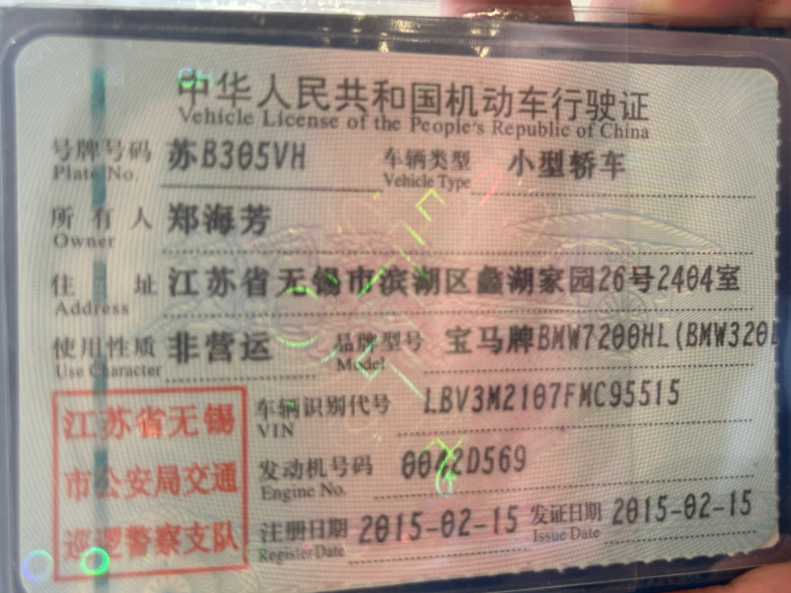 中华人民共和国机动车行驶证
Vehicle License of the People's Republic of China
号牌号码 苏B305VH 车辆类型 小型轿车
Plate No. Vehicle Type
所有人 郑海芳
Owner
住址 江苏省无锡市滨湖区蠡湖家园26号2404室
Address
使用性质 非营运 品牌型号 宝马牌BMW7200HL(BMW320L
Use Character Model
江苏省无锡
市公安局交通
巡逻警察支队
车辆识别代号 LBV3M2107FMC95515
VIN
发动机号码 0042D569
Engine No.
注册日期 2015-02-15 发证日期 2015-02-15
Register Date Issue Date